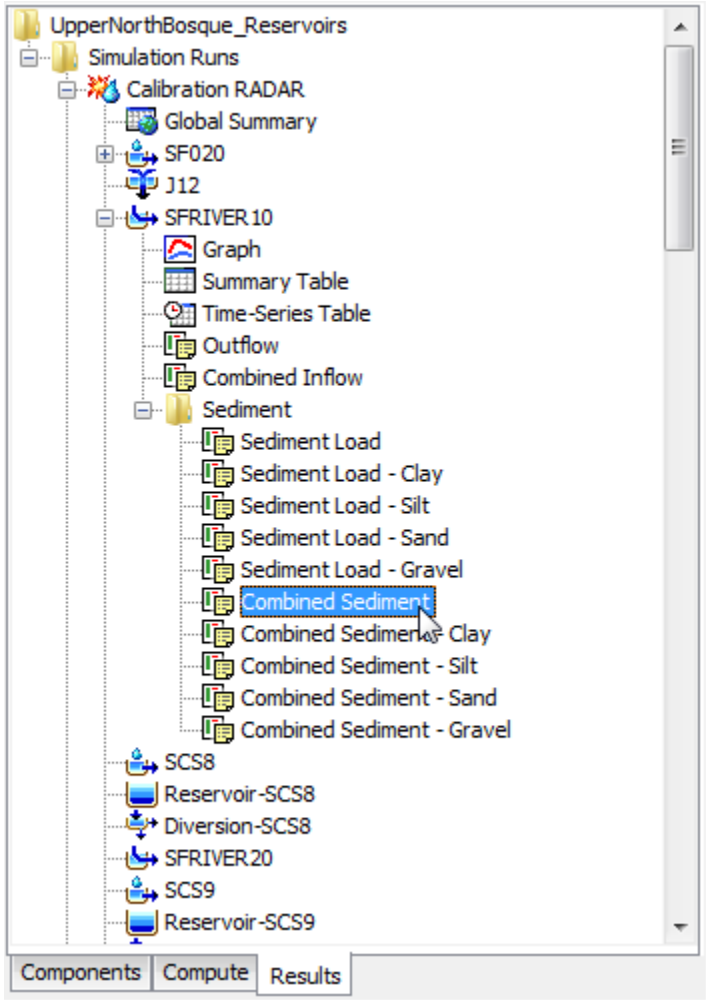 UpperNorthBosque_Reservoirs
Simulation Runs
Calibration RADAR
Global Summary
SF020
J12
SFRIVER10
Graph
Summary Table
Time-Series Table
Outflow
Combined Inflow
Sediment
Sediment Load
Sediment Load - Clay
Sediment Load - Silt
Sediment Load - Sand
Sediment Load - Gravel
Combined Sediment
Combined Sediment - Clay
Combined Sediment - Silt
Combined Sediment - Sand
Combined Sediment - Gravel
SCS8
Reservoir-SCS8
Diversion-SCS8
SFRIVER20
SCS9
Reservoir-SCS9
Components Compute Results